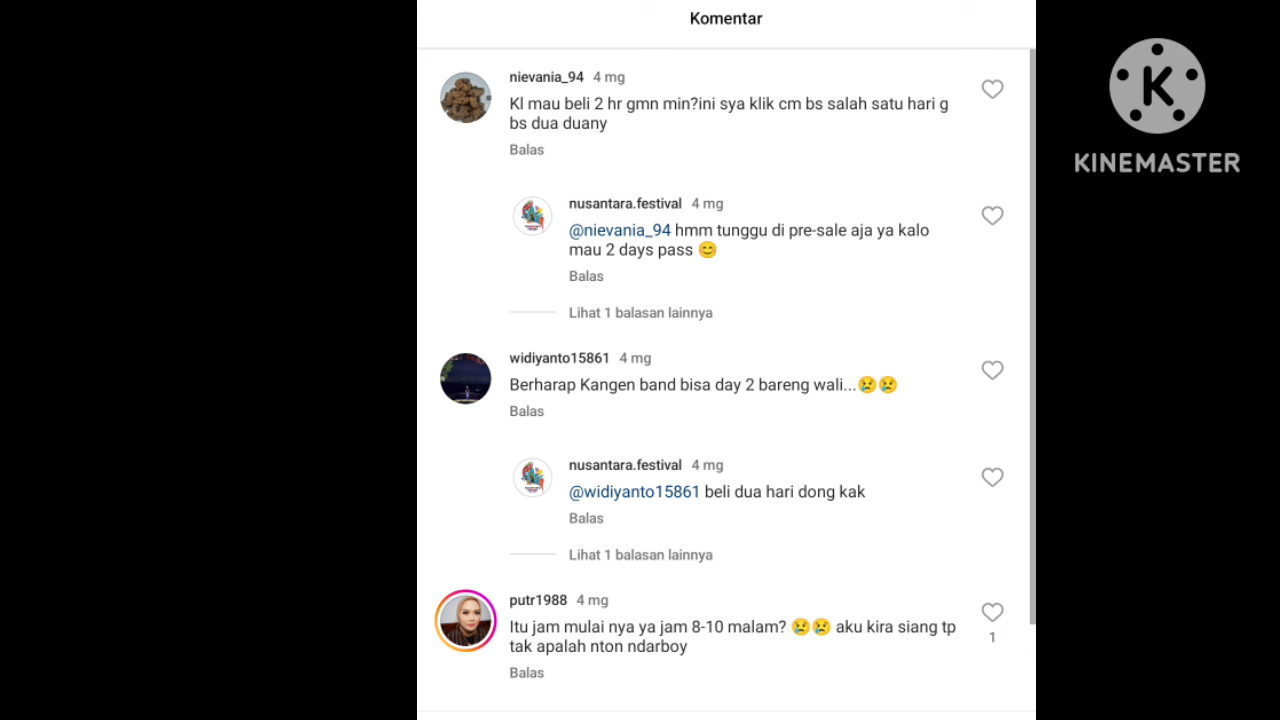 Komentar
nievania_94 4 mg
Kl mau beli 2 hr gmn min?ini sya klik cm bs salah satu hari g
bs dua duany
Balas
nusantara.festival 4 mg
@nievania_94 hmm tunggu di pre-sale aja ya kalo
mau 2 days pass 😊
Balas
Lihat 1 balasan lainnya
widiyanto15861 4 mg
Berharap Kangen band bisa day 2 bareng wali...😢😢
Balas
nusantara.festival 4 mg
@widiyanto15861 beli dua hari dong kak
Balas
Lihat 1 balasan lainnya
putr1988 4 mg
Itu jam mulai nya ya jam 8-10 malam? 😢😢 aku kira siang tp
tak apalah nton ndarboy
1
Balas
K
KINEMASTER